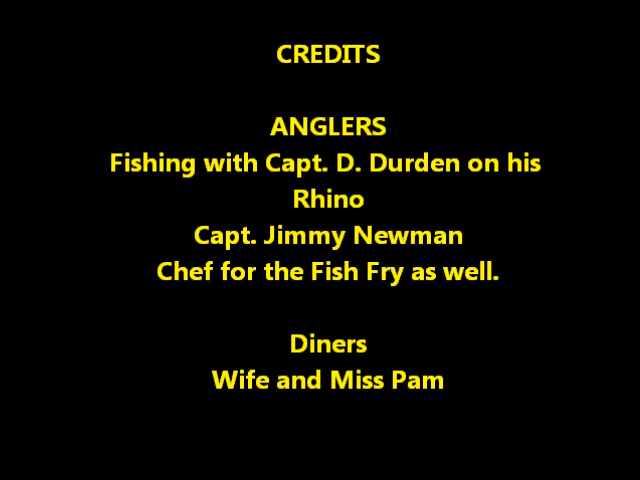 CREDITS
ANGLERS
Fishing with Capt. D. Durden on his
Rhino
Capt. Jimmy Newman
Chef for the Fish Fry as well.
Diners
Wife and Miss Pam